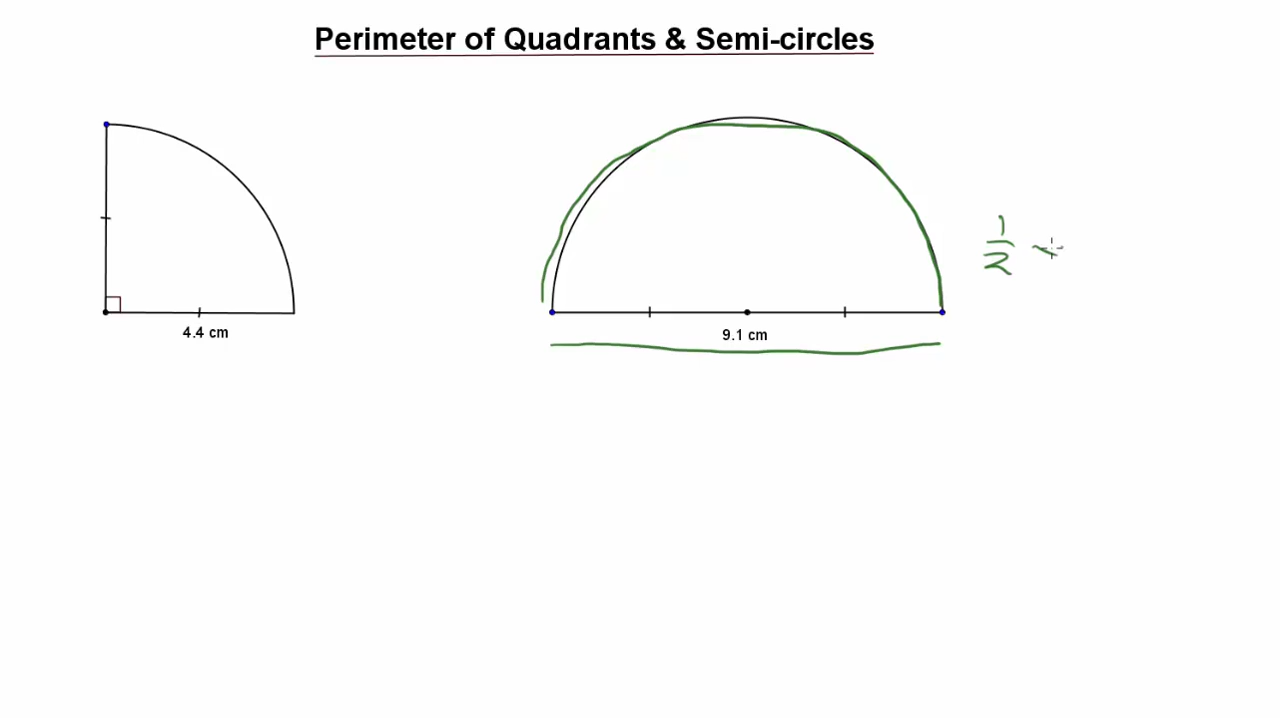 Perimeter of Quadrants & Semi-circles
4.4 cm
9.1 cm
1
2